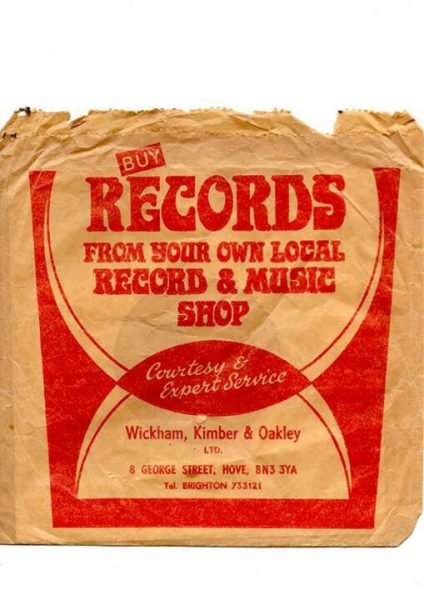 BUY
RECORDS
FROM YOUR OWN LOCAL
RECORD & MUSIC
SHOP
Courtesy &
Expert Service
Wickham, Kimber & Oakley
LTD.
8 GEORGE STREET, HOVE, BN3 3YA
Tel. BRIGHTON 733121